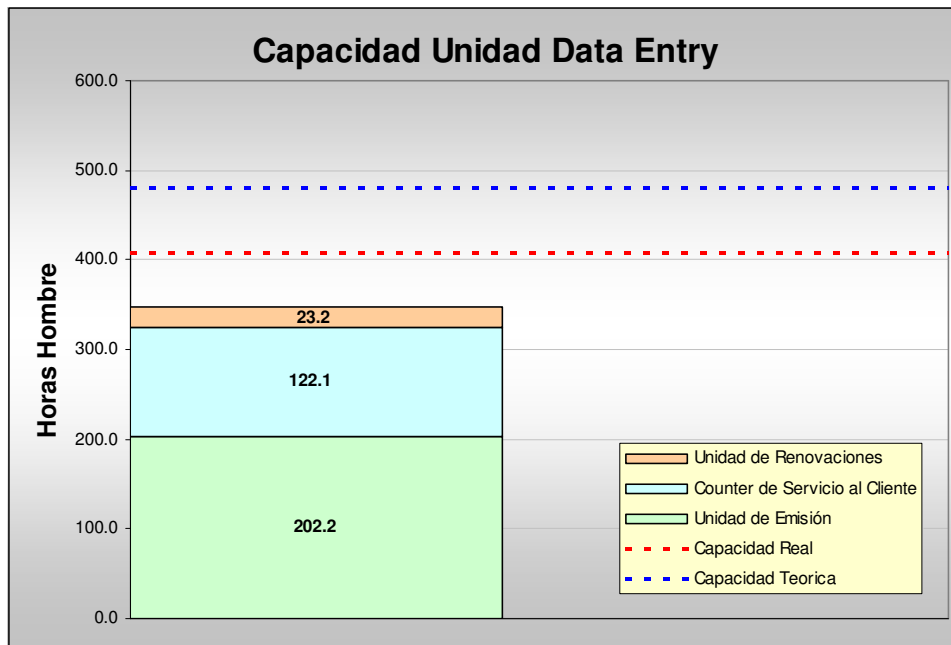 Capacidad Unidad Data Entry
Horas Hombre
600.0
500.0
400.0
300.0
200.0
100.0
0.0
23.2
122.1
202.2
Unidad de Renovaciones
Counter de Servicio al Cliente
Unidad de Emisión
Capacidad Real
Capacidad Teorica